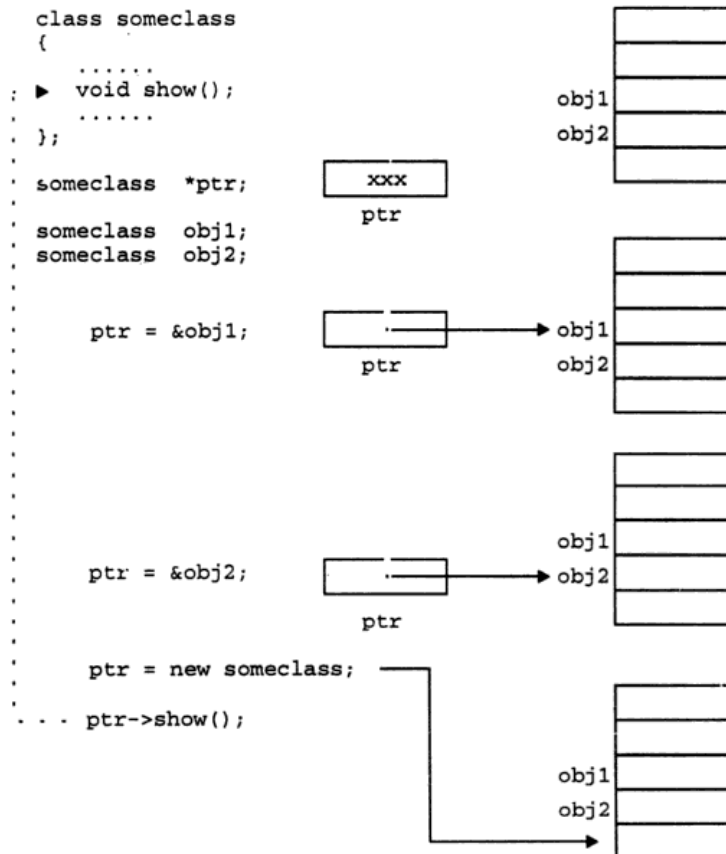 class someclass
{
......
void show();
......
};
someclass *ptr;
xxx
ptr
someclass obj1;
someclass obj2;
obj1
obj2
ptr = &obj1;
ptr
obj1
obj2
ptr = &obj2;
ptr
obj1
obj2
ptr = new someclass;
ptr->show();
obj1
obj2